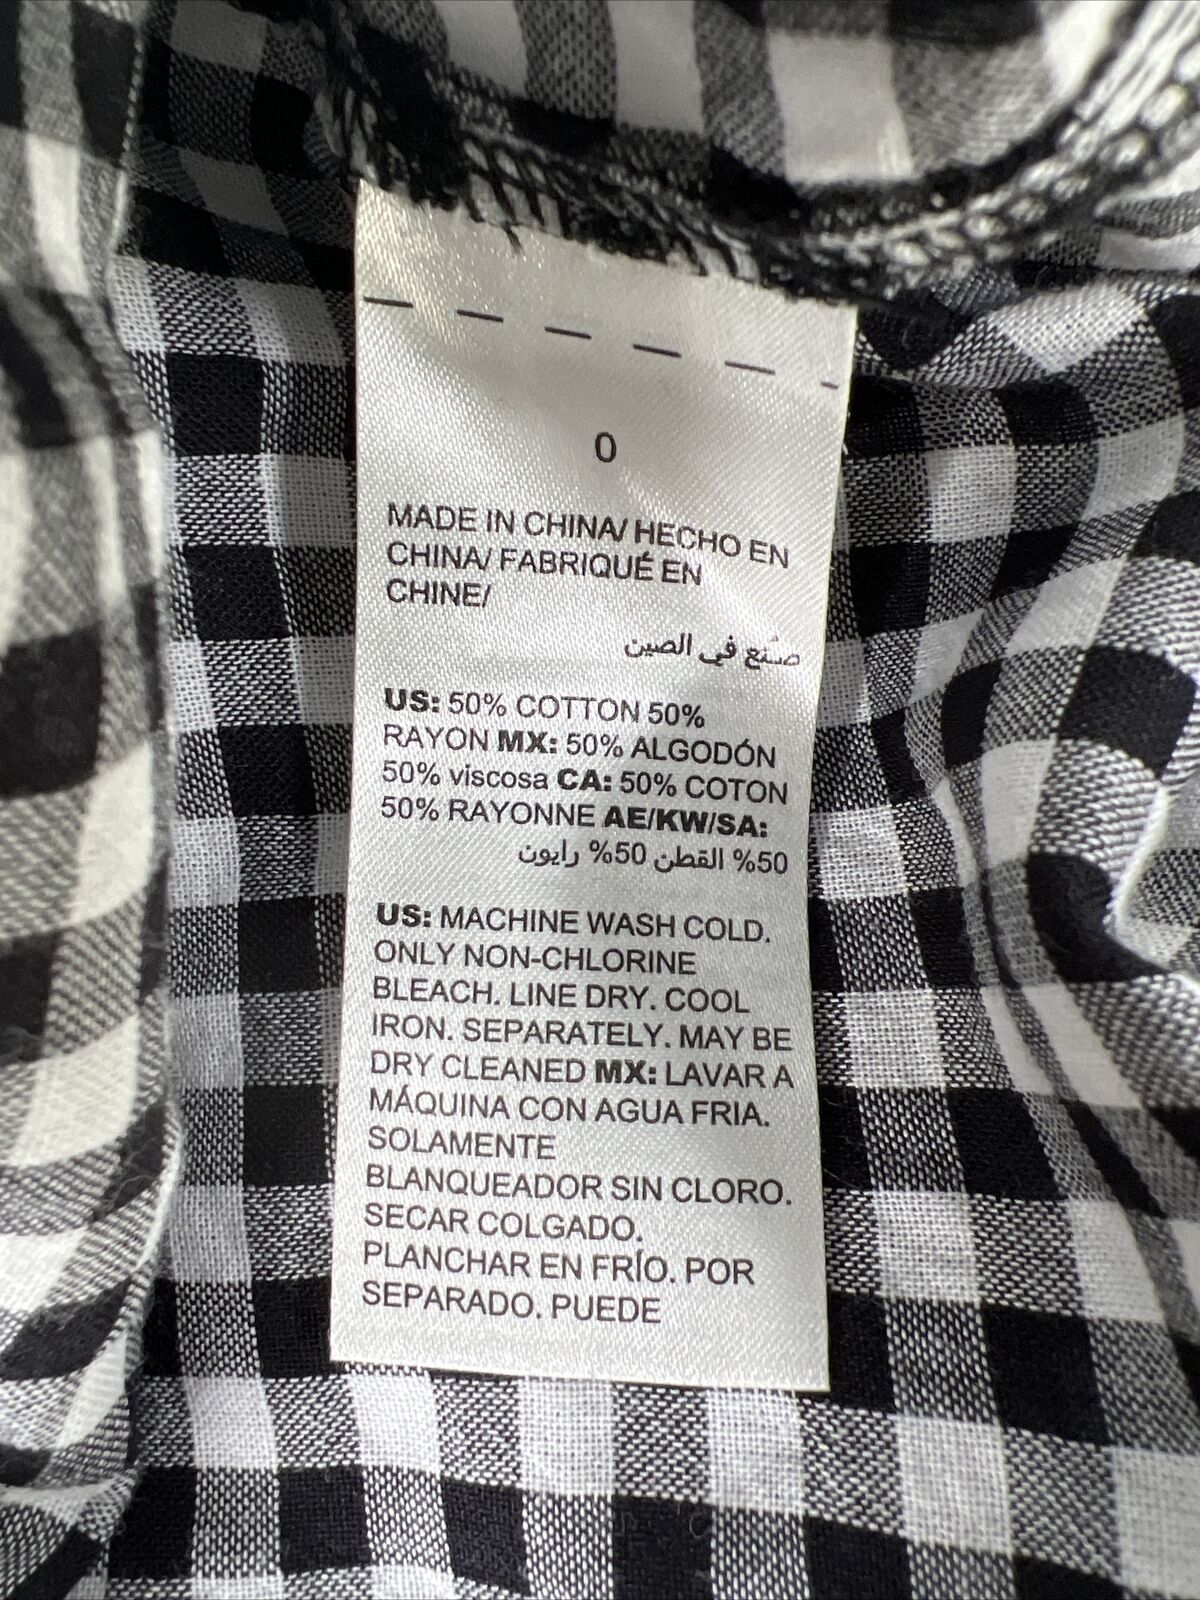 0
MADE IN CHINA/ HECHO EN
CHINA/ FABRIQUÉ EN
CHINE/
صنع في الصين
US: 50% COTTON 50%
RAYON MX: 50% ALGODÓN
50% viscosa CA: 50% COTON
50% RAYONNE AE/KW/SA:
50% القطن 50% رايون
US: MACHINE WASH COLD.
ONLY NON-CHLORINE
BLEACH. LINE DRY. COOL
IRON. SEPARATELY. MAY BE
DRY CLEANED MX: LAVAR A
MÁQUINA CON AGUA FRIA.
SOLAMENTE
BLANQUEADOR SIN CLORO.
SECAR COLGADO.
PLANCHAR EN FRÍO. POR
SEPARADO. PUEDE